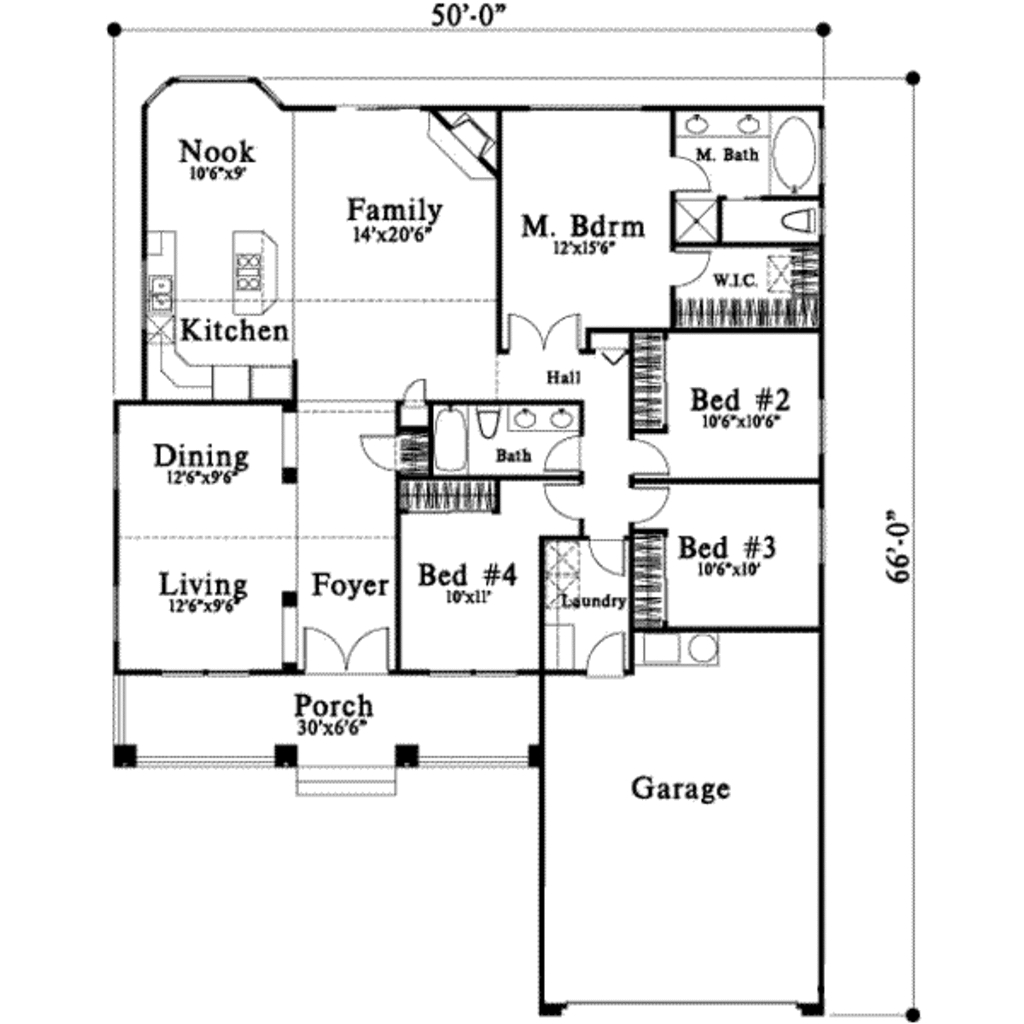 50'-0"
Nook
10'6"x9'
Family
14'x20'6"
M. Bdrm
12'x15'6"
M. Bath
W.I.C.
Kitchen
Hall
Bed #2
10'6"x10'6"
Dining
12'6"x9'6"
Bath
Living
12'6"x9'6"
Foyer
Bed #4
10'x11'
Laundry
Bed #3
10'6"x10'
66'-0"
Porch
30'x6'6"
Garage